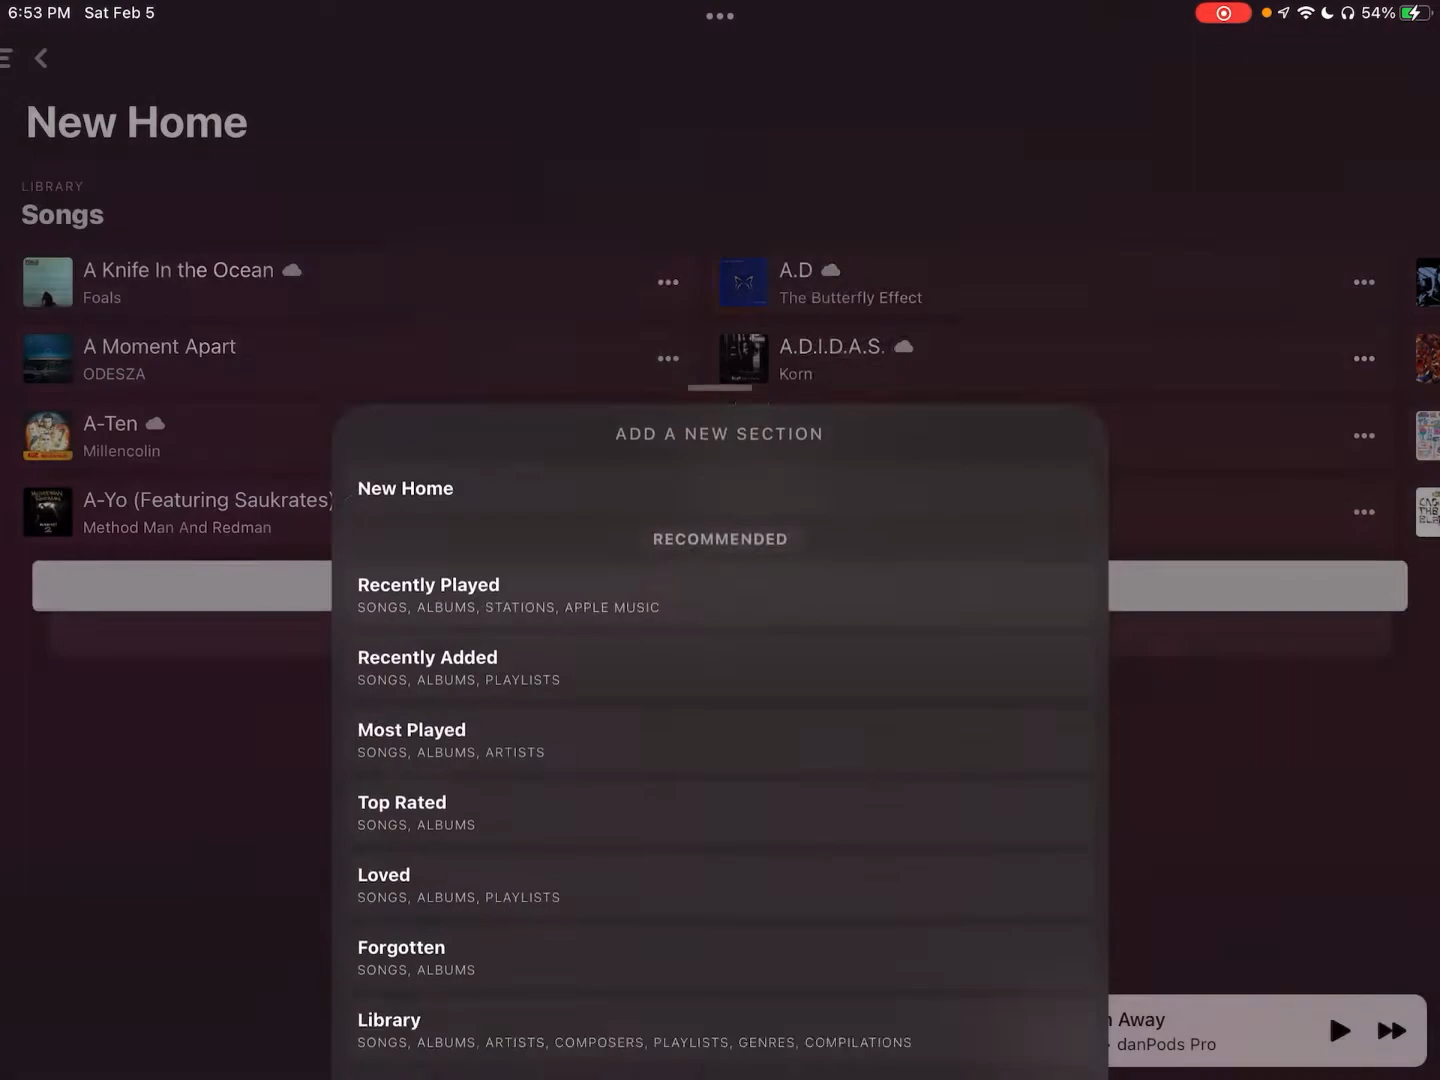 6:53 PM Sat Feb 5
54%
New Home
LIBRARY
Songs
A Knife In the Ocean
Foals
A.D
The Butterfly Effect
A Moment Apart
ODESZA
A.D.I.D.A.S.
Korn
A-Ten
Millencolin
A-Yo (Featuring Saukrates)
Method Man And Redman
ADD A NEW SECTION
New Home
RECOMMENDED
Recently Played
SONGS, ALBUMS, STATIONS, APPLE MUSIC
Recently Added
SONGS, ALBUMS, PLAYLISTS
Most Played
SONGS, ALBUMS, ARTISTS
Top Rated
SONGS, ALBUMS
Loved
SONGS, ALBUMS, PLAYLISTS
Forgotten
SONGS, ALBUMS
Library
SONGS, ALBUMS, ARTISTS, COMPOSERS, PLAYLISTS, GENRES, COMPILATIONS
Away
danPods Pro